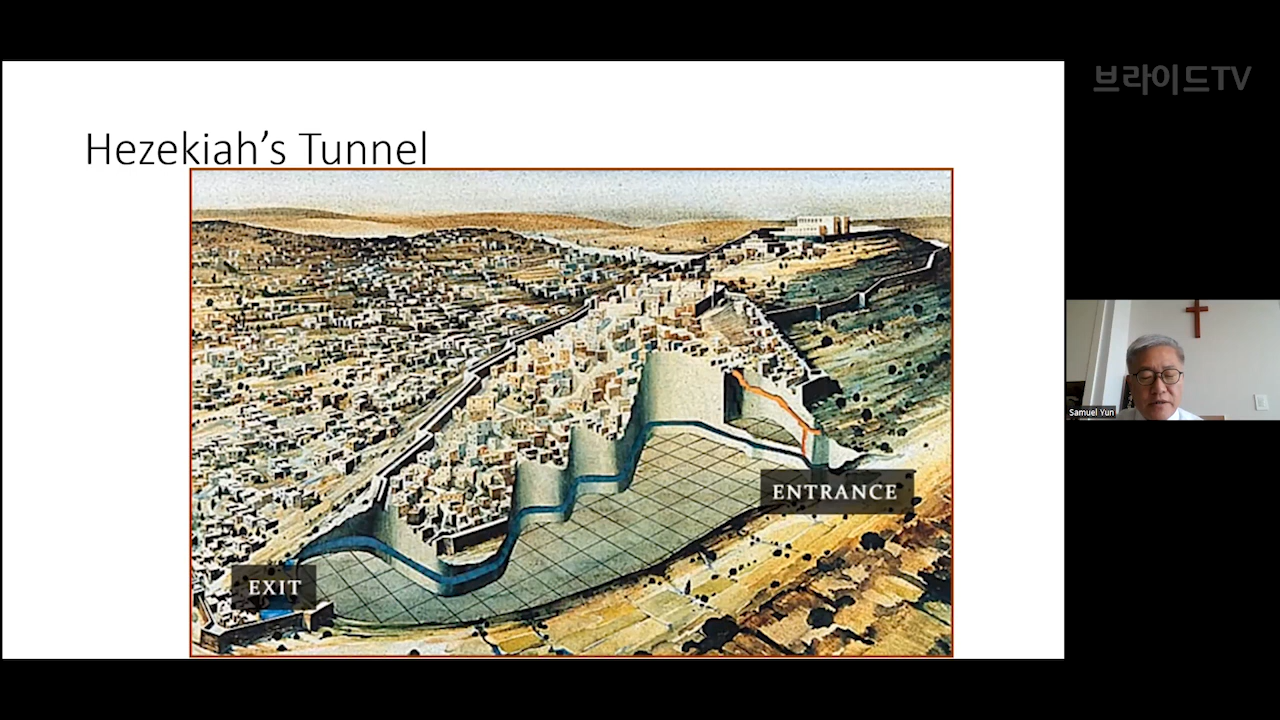 브라이드TV
Hezekiah’s Tunnel
ENTRANCE
EXIT
Samuel Yun